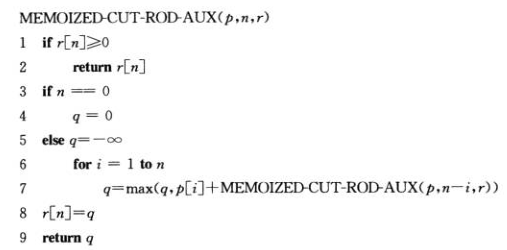 MEMOIZED-CUT-ROD-AUX(p,n,r)
1 if r[n]⩾0
2 return r[n]
3 if n == 0
4 q = 0
5 else q=−∞
6 for i = 1 to n
7 q=max(q,p[i]+MEMOIZED-CUT-ROD-AUX(p,n−i,r))
8 r[n]=q
9 return q